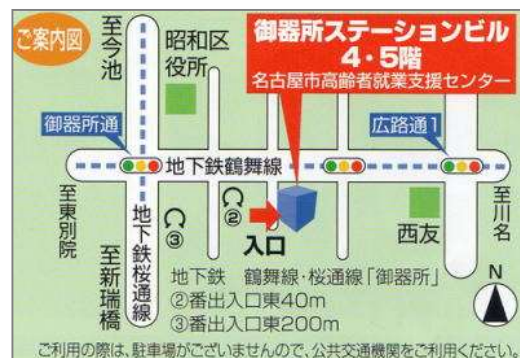 ご案内図
至今池
昭和区
役所
御器所ステーションビル
4・5階
名古屋市高齢者就業支援センター
御器所通
広路通1
地下鉄鶴舞線
至東別院
至新瑞橋
地下鉄桜通線
③
②
入口
西友
至川名
N
地下鉄 鶴舞線・桜通線「御器所」
②番出入口東40m
③番出入口東200m
ご利用の際は、駐車場がございませんので、公共交通機関をご利用ください。